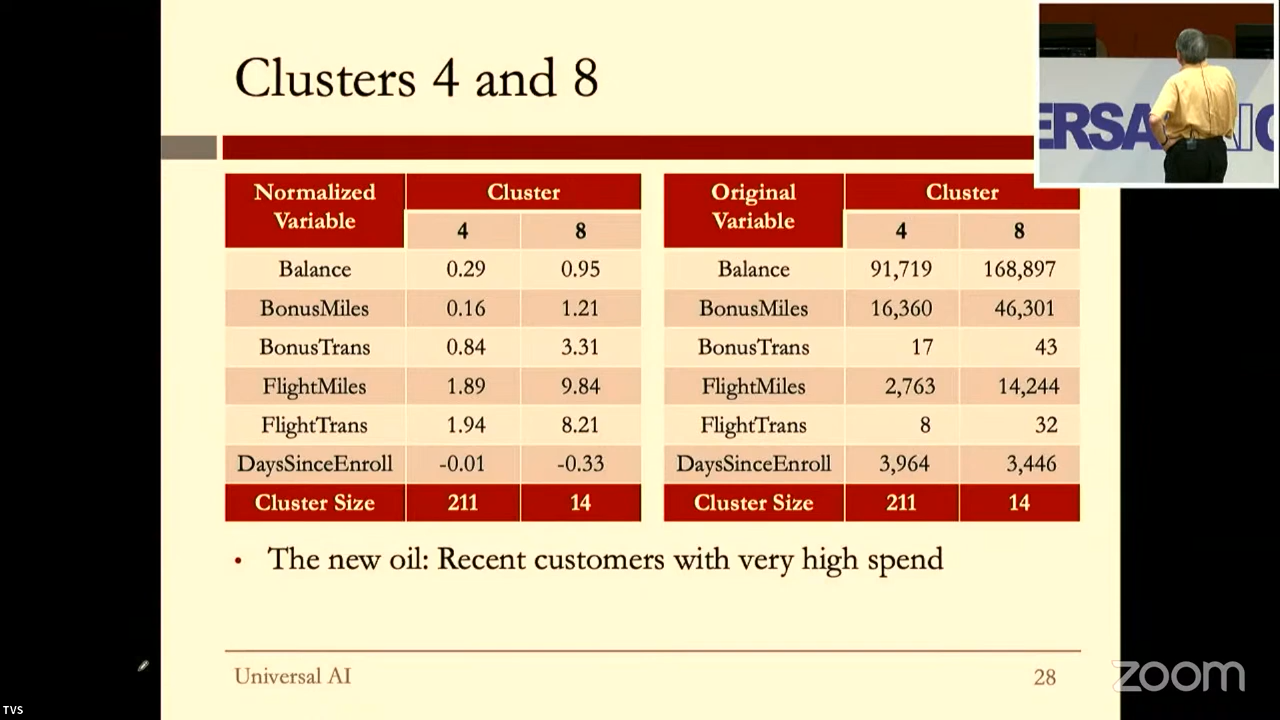 Clusters 4 and 8
ERSA AI C
Normalized Variable Cluster
4 8
Balance 0.29 0.95
BonusMiles 0.16 1.21
BonusTrans 0.84 3.31
FlightMiles 1.89 9.84
FlightTrans 1.94 8.21
DaysSinceEnroll -0.01 -0.33
Cluster Size 211 14
Original Variable Cluster
4 8
Balance 91,719 168,897
BonusMiles 16,360 46,301
BonusTrans 17 43
FlightMiles 2,763 14,244
FlightTrans 8 32
DaysSinceEnroll 3,964 3,446
Cluster Size 211 14
• The new oil: Recent customers with very high spend
Universal AI 28
zoom
TVS